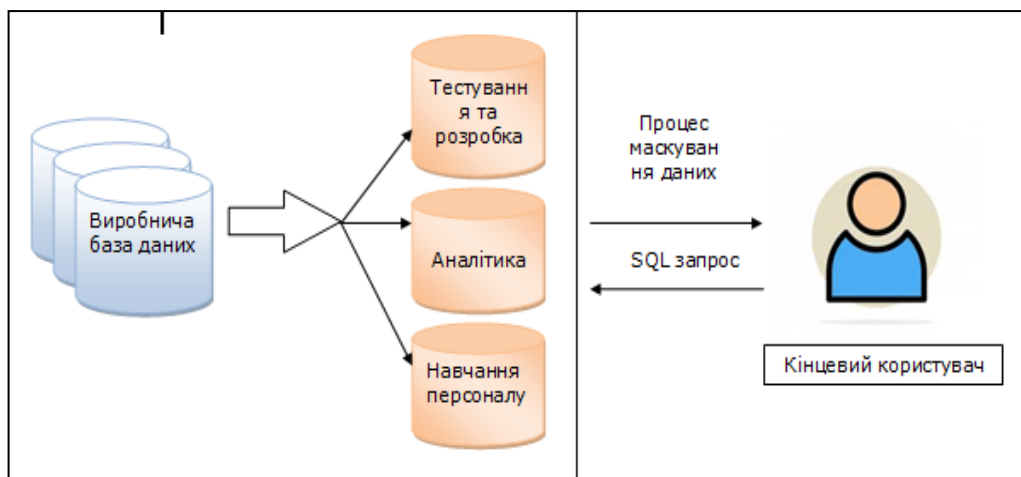 Виробнича
база даних
Тестуванн
я та
розробка
Аналітика
Навчання
персоналу
Процес
маскуван
ня даних
SQL запрос
Кінцевий користувач